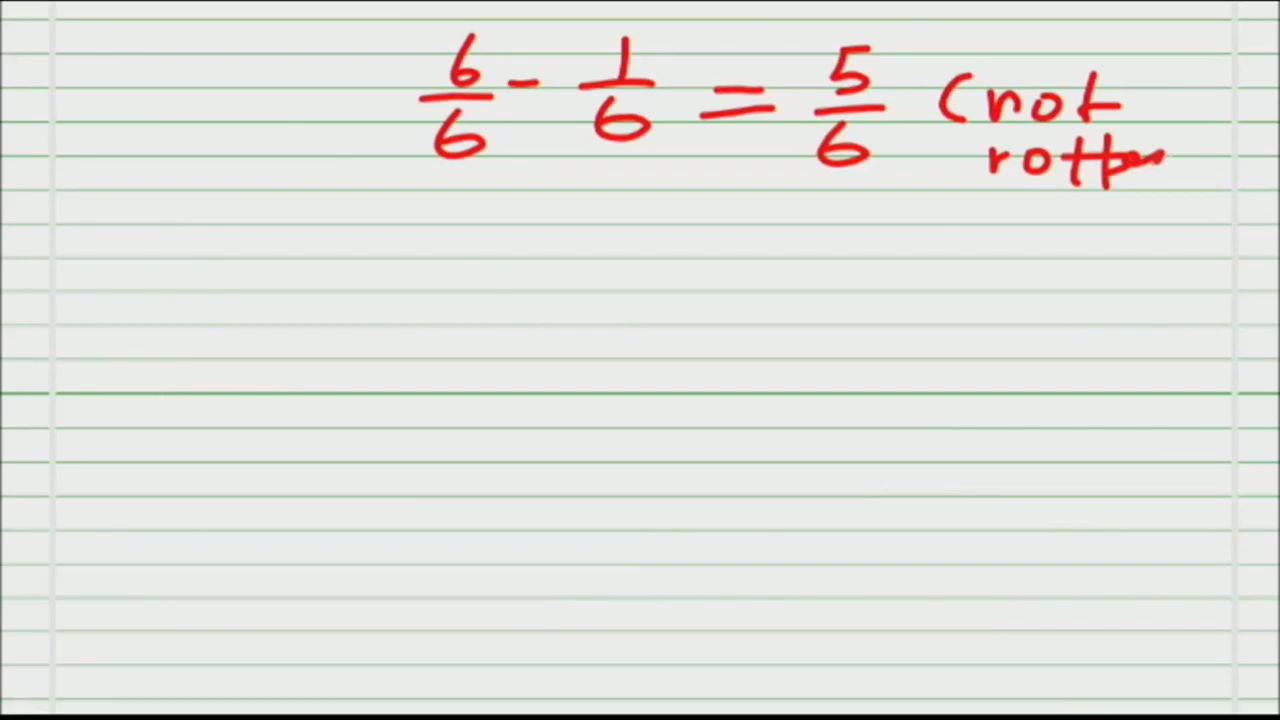 6/6 - 1/6 = 5/6 (not
rotten